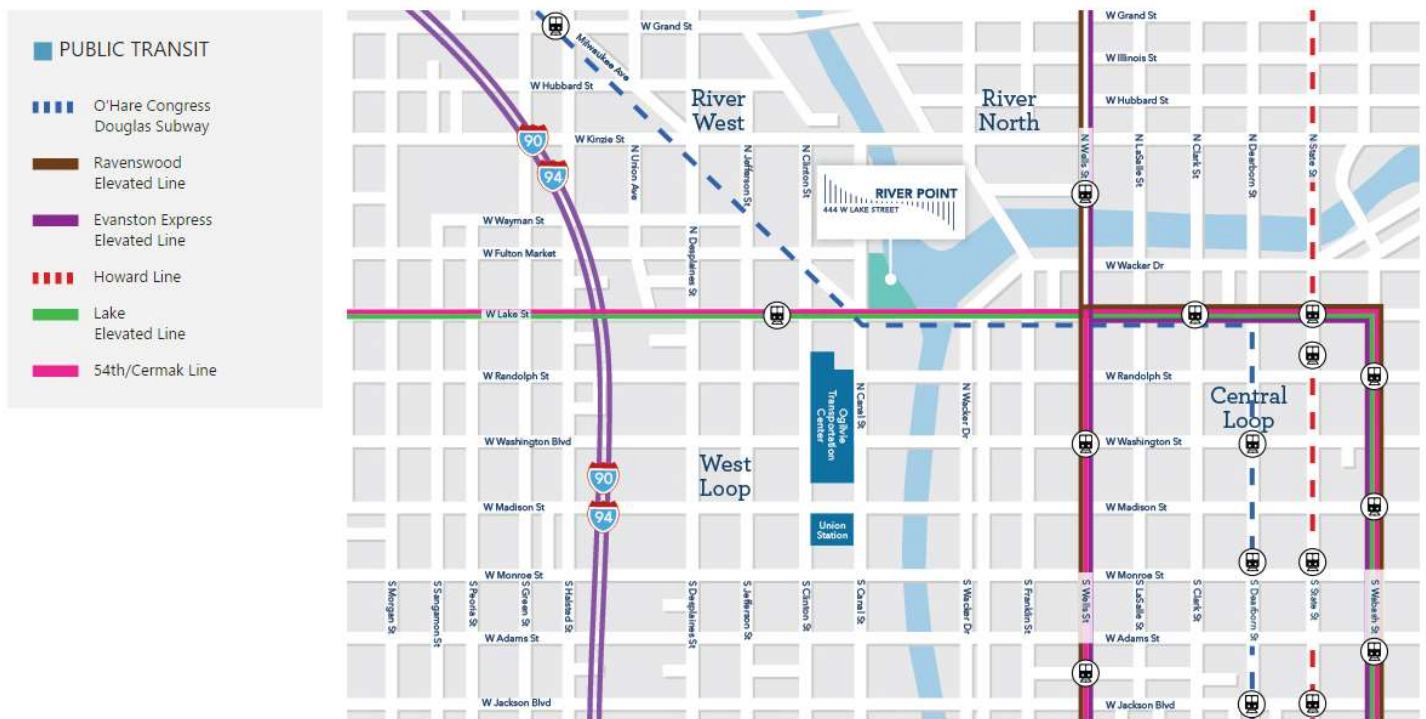 PUBLIC TRANSIT
O'Hare Congress
Douglas Subway
Ravenswood
Elevated Line
Evanston Express
Elevated Line
Howard Line
Lake
Elevated Line
54th/Cermak Line
W Grand St
W Grand St
Milwaukee Ave
W Illinois St
W Hubbard St
River
West
River
North
W Hubbard St
90
W Kinzie St
94
N Union Ave
N Jefferson St
N Clinton St
N Wells St
N LaSalle St
N Clark St
N Dearborn St
N State St
RIVER POINT
444 W LAKE STREET
W Wayman St
W Fulton Market
N Desplaines St
W Wacker Dr
W Lake St
W Randolph St
Ogilvie
Transportation
Center
N Canal St
N Wacker Dr
W Randolph St
Central
Loop
W Washington Blvd
W Washington St
West
Loop
90
94
W Madison St
W Madison St
Union
Station
W Monroe St
W Monroe St
S Morgan St
S Sangamon St
S Peoria St
S Green St
S Halsted St
S Desplaines St
S Jefferson St
S Clinton St
S Canal St
S Wacker Dr
S Franklin St
S Wells St
S LaSalle St
S Clark St
S Dearborn St
S State St
S Wabash St
W Adams St
W Adams St
W Jackson Blvd
W Jackson Blvd